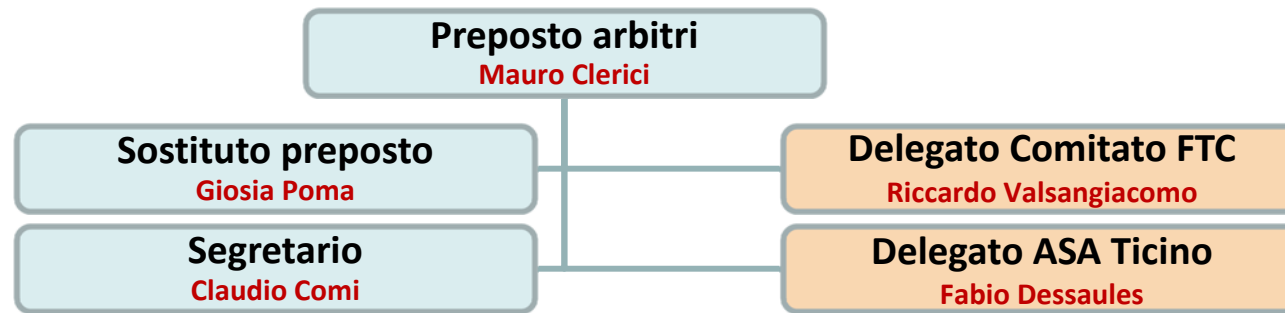 Preposto arbitri
Mauro Clerici
Sostituto preposto
Giosia Poma
Delegato Comitato FTC
Riccardo Valsangiacomo
Segretario
Claudio Comi
Delegato ASA Ticino
Fabio Dessaules